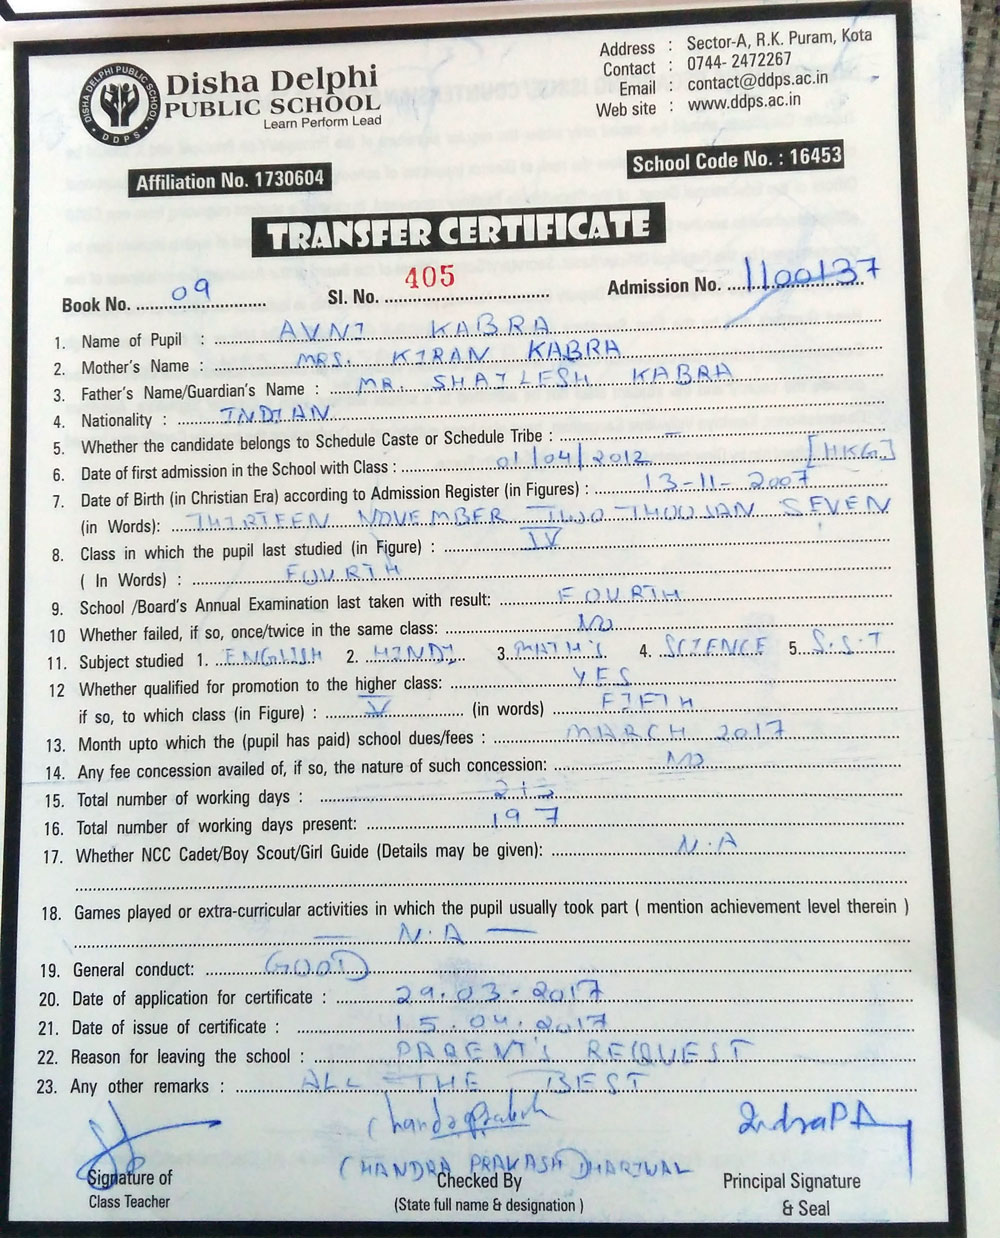 Disha Delphi
PUBLIC SCHOOL
Learn Perform Lead
DISHA DELPHI PUBLIC SCHOOL
DDPS
Address : Sector-A, R.K. Puram, Kota
Contact : 0744- 2472267
Email : contact@ddps.ac.in
Web site : www.ddps.ac.in
Affiliation No. 1730604
School Code No. : 16453
TRANSFER CERTIFICATE
Book No. 09 Sl. No. 405 Admission No. 1100137
1. Name of Pupil : AVNI KABRA
2. Mother's Name : MRS. KIRAN KABRA
3. Father's Name/Guardian's Name : MR. SHAILESH KABRA
4. Nationality : INDIAN
5. Whether the candidate belongs to Schedule Caste or Schedule Tribe : —
6. Date of first admission in the School with Class : 01/04/2012 [HKG.]
7. Date of Birth (in Christian Era) according to Admission Register (in Figures) : 13-11-2007
(in Words): THIRTEEN NOVEMBER TWO THOUSAN SEVEN
8. Class in which the pupil last studied (in Figure) : IV
( In Words) : FOURTH
9. School /Board's Annual Examination last taken with result: FOURTH
10 Whether failed, if so, once/twice in the same class: NO
11. Subject studied 1. ENGLISH 2. HINDI 3. MATH'S 4. SCIENCE 5. S.S.T
12 Whether qualified for promotion to the higher class: YES
if so, to which class (in Figure) : V (in words) FIFTH
13. Month upto which the (pupil has paid) school dues/fees : MARCH 2017
14. Any fee concession availed of, if so, the nature of such concession: NO
15. Total number of working days : 213
16. Total number of working days present: 197
17. Whether NCC Cadet/Boy Scout/Girl Guide (Details may be given): N.A
18. Games played or extra-curricular activities in which the pupil usually took part ( mention achievement level therein )
— N.A —
19. General conduct: GOOD
20. Date of application for certificate : 29.03.2017
21. Date of issue of certificate : 15.04.2017
22. Reason for leaving the school : PARENT'S REQUEST
23. Any other remarks : ALL THE BEST
Chandra Prakash
CHANDRA PRAKASH DHARIWAL
Signature of Checked By Principal Signature
Class Teacher (State full name & designation ) & Seal